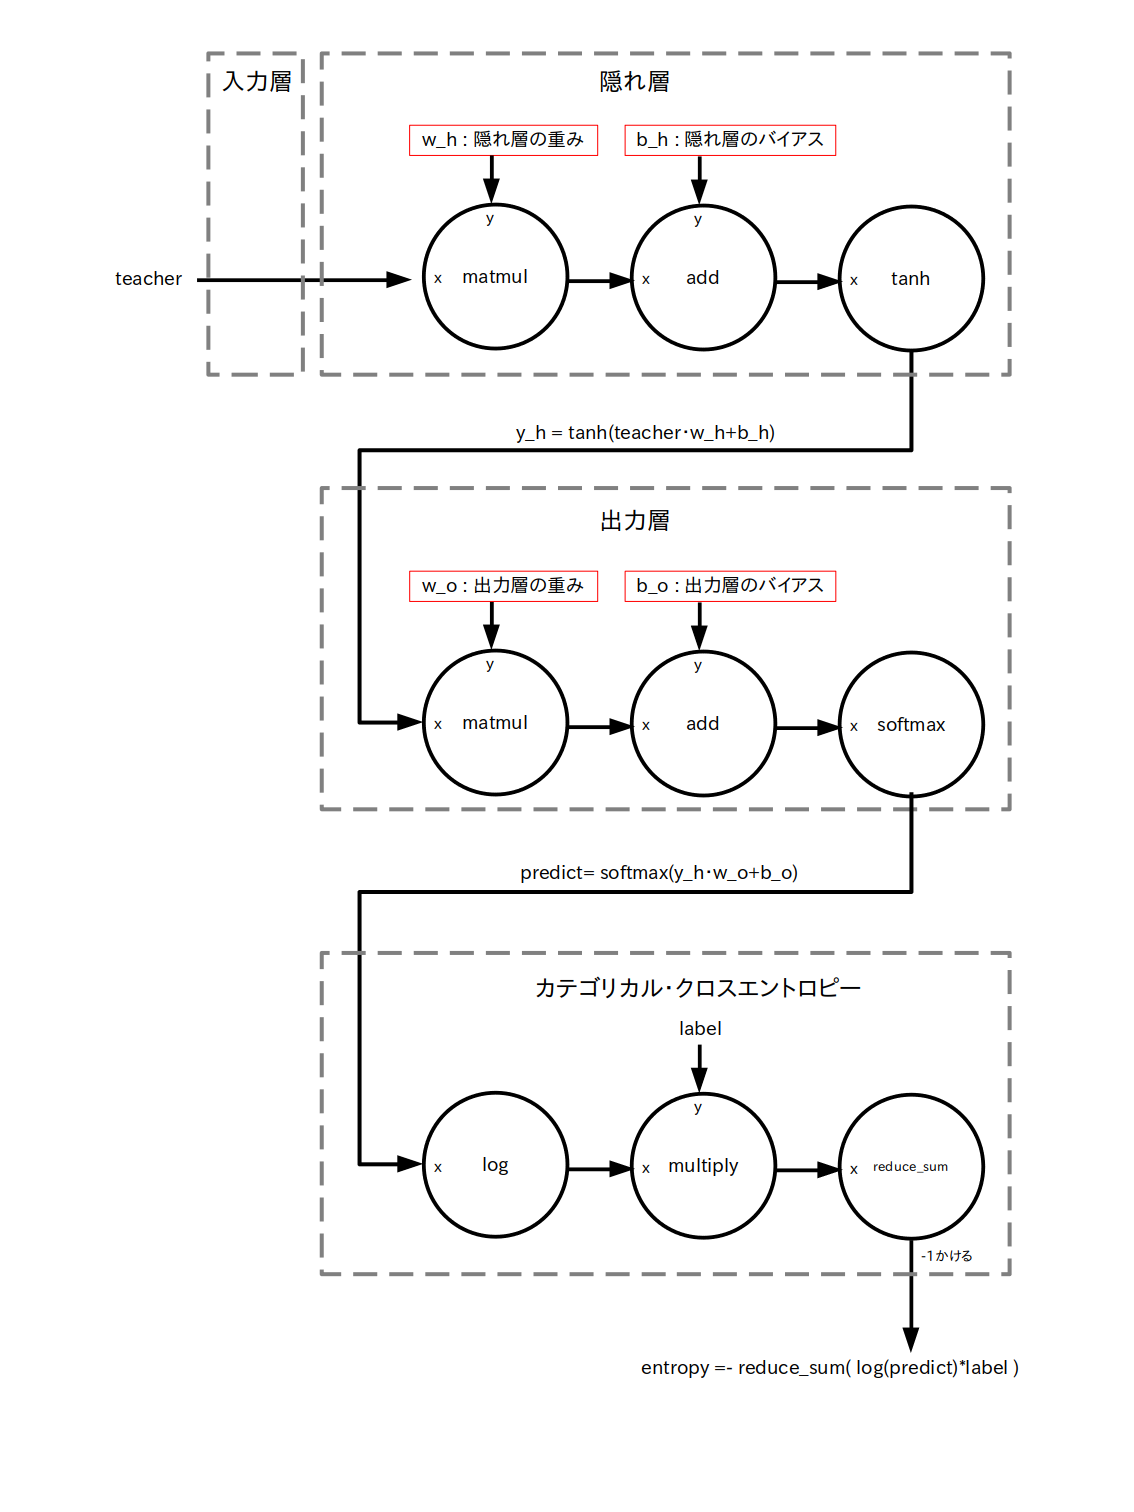 入力層
隠れ層
w_h : 隠れ層の重み
b_h : 隠れ層のバイアス
y
y
teacher
x matmul
x add
x tanh
y_h = tanh(teacher･w_h+b_h)
出力層
w_o : 出力層の重み
b_o : 出力層のバイアス
y
y
x matmul
x add
x softmax
predict= softmax(y_h･w_o+b_o)
カテゴリカル･クロスエントロピー
label
y
x log
x multiply
x reduce_sum
-1かける
entropy =- reduce_sum( log(predict)*label )